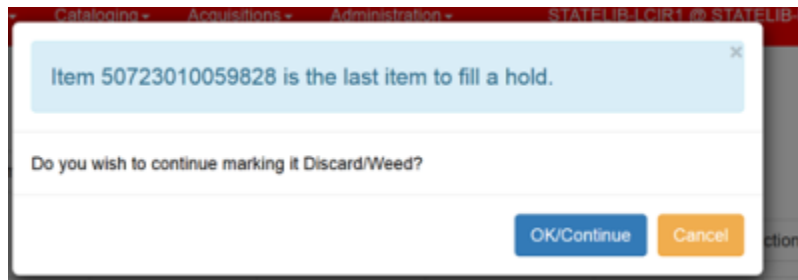 Cataloging Acquisitions Administration STATELIB-LCIR1 @ STATELIB-
×
Item 50723010059828 is the last item to fill a hold.
Do you wish to continue marking it Discard/Weed?
OK/Continue Cancel
ction